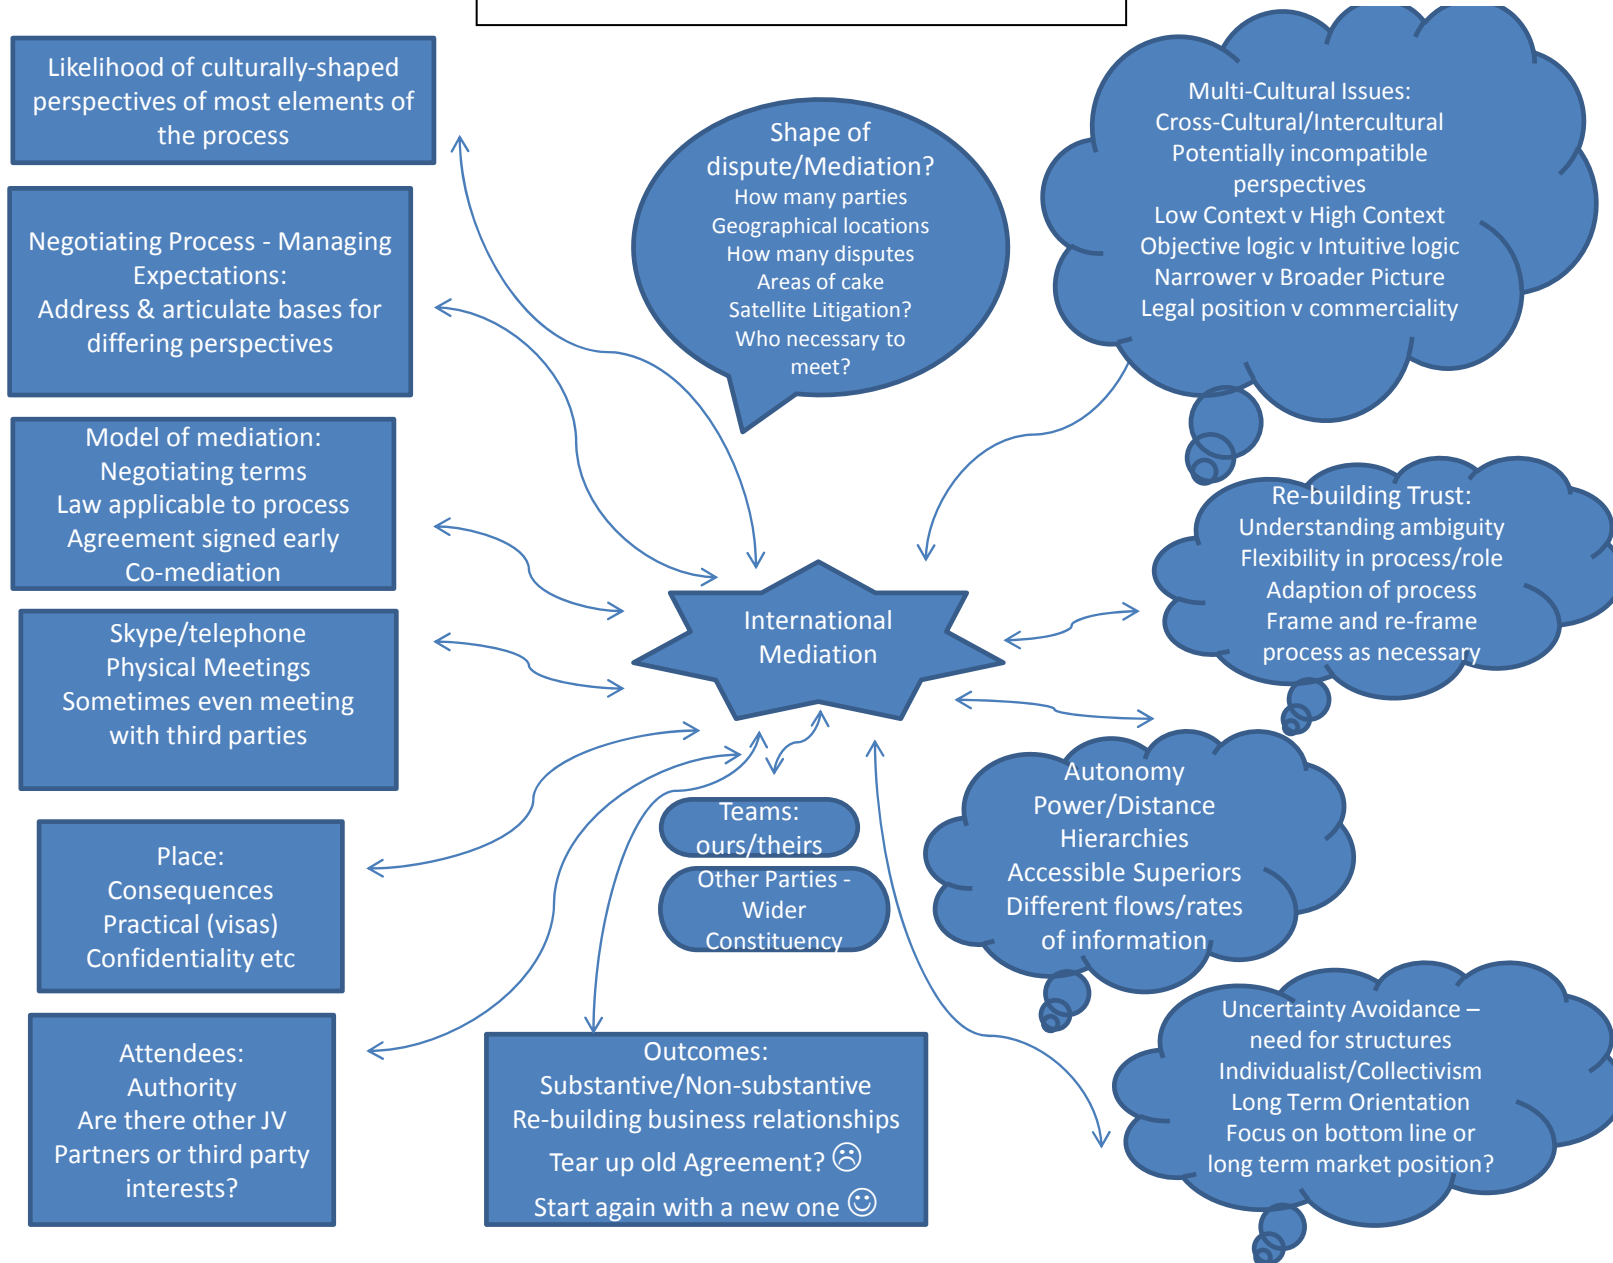 Likelihood of culturally-shaped
perspectives of most elements of
the process
Negotiating Process - Managing
Expectations:
Address & articulate bases for
differing perspectives
Model of mediation:
Negotiating terms
Law applicable to process
Agreement signed early
Co-mediation
Skype/telephone
Physical Meetings
Sometimes even meeting
with third parties
Place:
Consequences
Practical (visas)
Confidentiality etc
Attendees:
Authority
Are there other JV
Partners or third party
interests?
Shape of
dispute/Mediation?
How many parties
Geographical locations
How many disputes
Areas of cake
Satellite Litigation?
Who necessary to
meet?
International
Mediation
Teams:
ours/theirs
Other Parties -
Wider
Constituency
Outcomes:
Substantive/Non-substantive
Re-building business relationships
Tear up old Agreement? ☹
Start again with a new one ☺
Multi-Cultural Issues:
Cross-Cultural/Intercultural
Potentially incompatible
perspectives
Low Context v High Context
Objective logic v Intuitive logic
Narrower v Broader Picture
Legal position v commerciality
Re-building Trust:
Understanding ambiguity
Flexibility in process/role
Adaption of process
Frame and re-frame
process as necessary
Autonomy
Power/Distance
Hierarchies
Accessible Superiors
Different flows/rates
of information
Uncertainty Avoidance –
need for structures
Individualist/Collectivism
Long Term Orientation
Focus on bottom line or
long term market position?